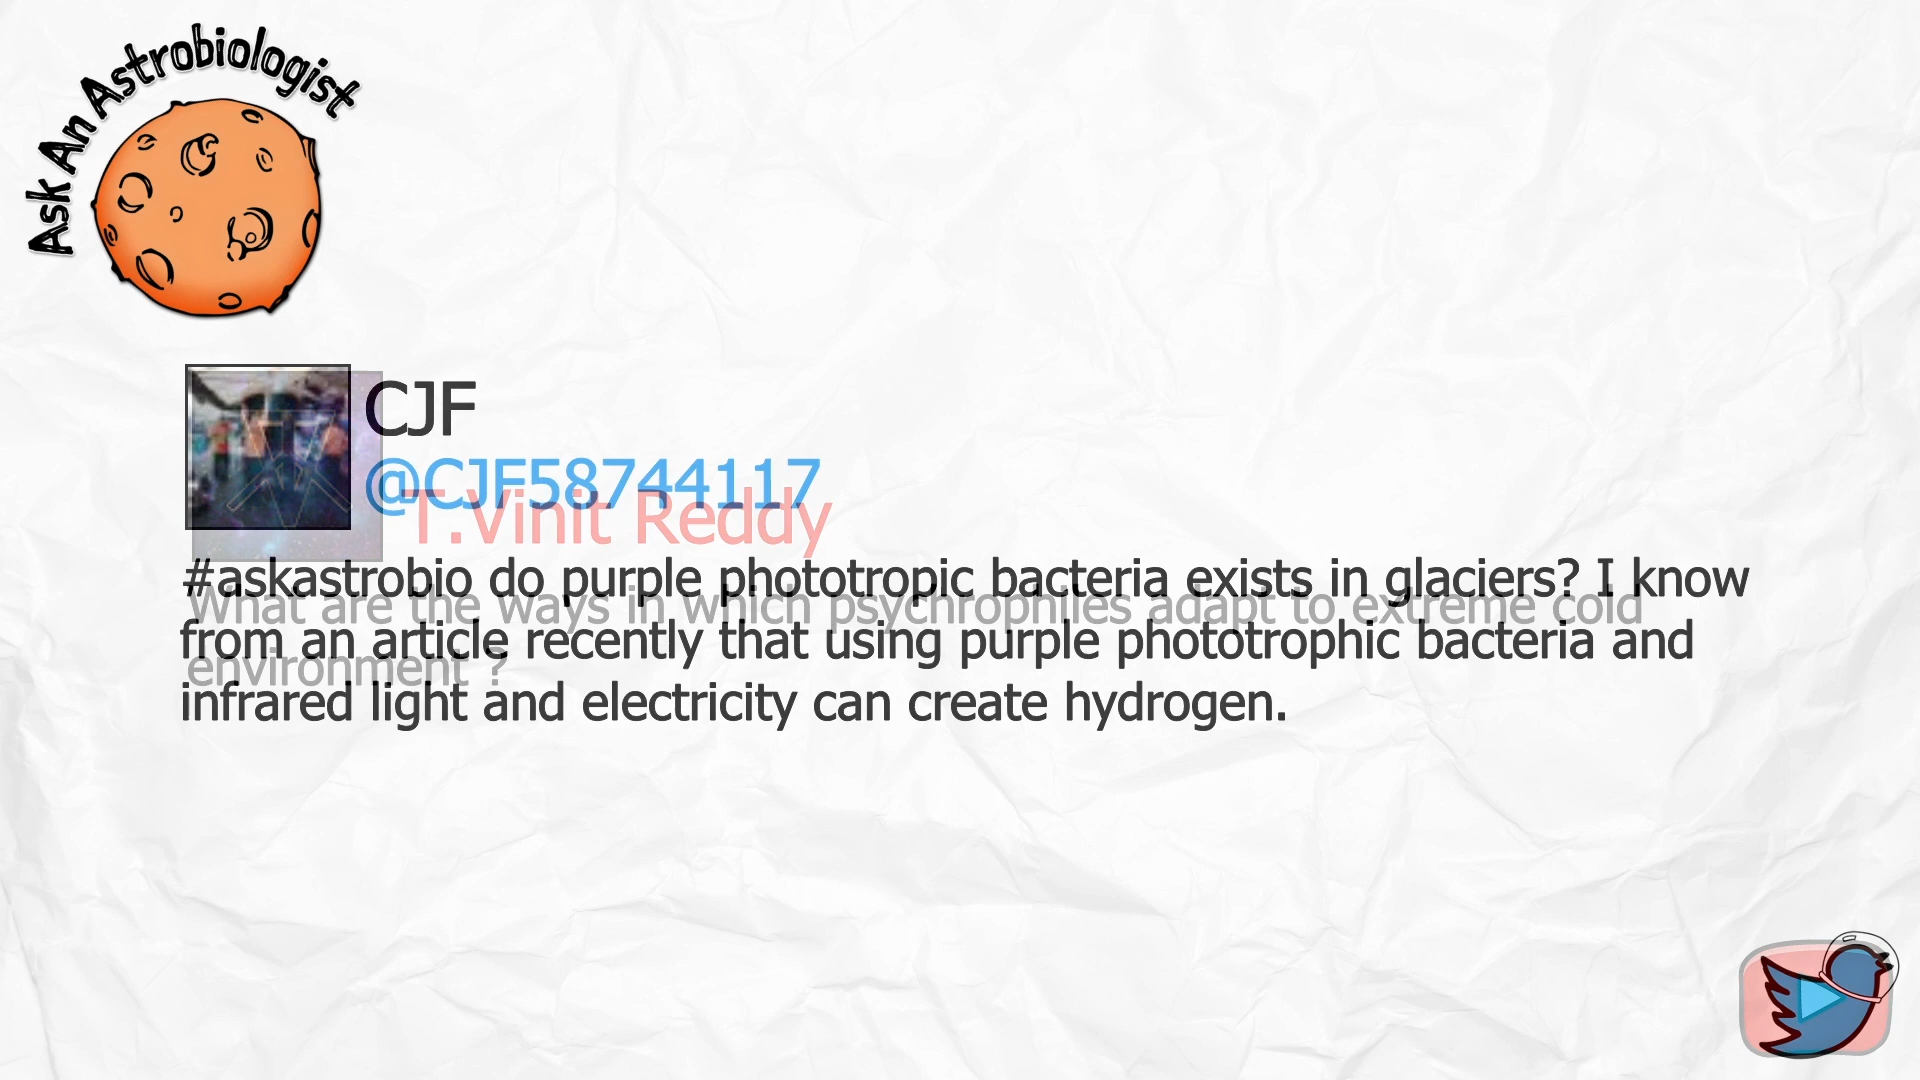 Ask An Astrobiologist
CJF
@CJF58744117
T.Vinit Reddy
#askastrobio do purple phototropic bacteria exists in glaciers? I know
from an article recently that using purple phototrophic bacteria and
infrared light and electricity can create hydrogen.
What are the ways in which psychrophiles adapt to extreme cold
environment ?